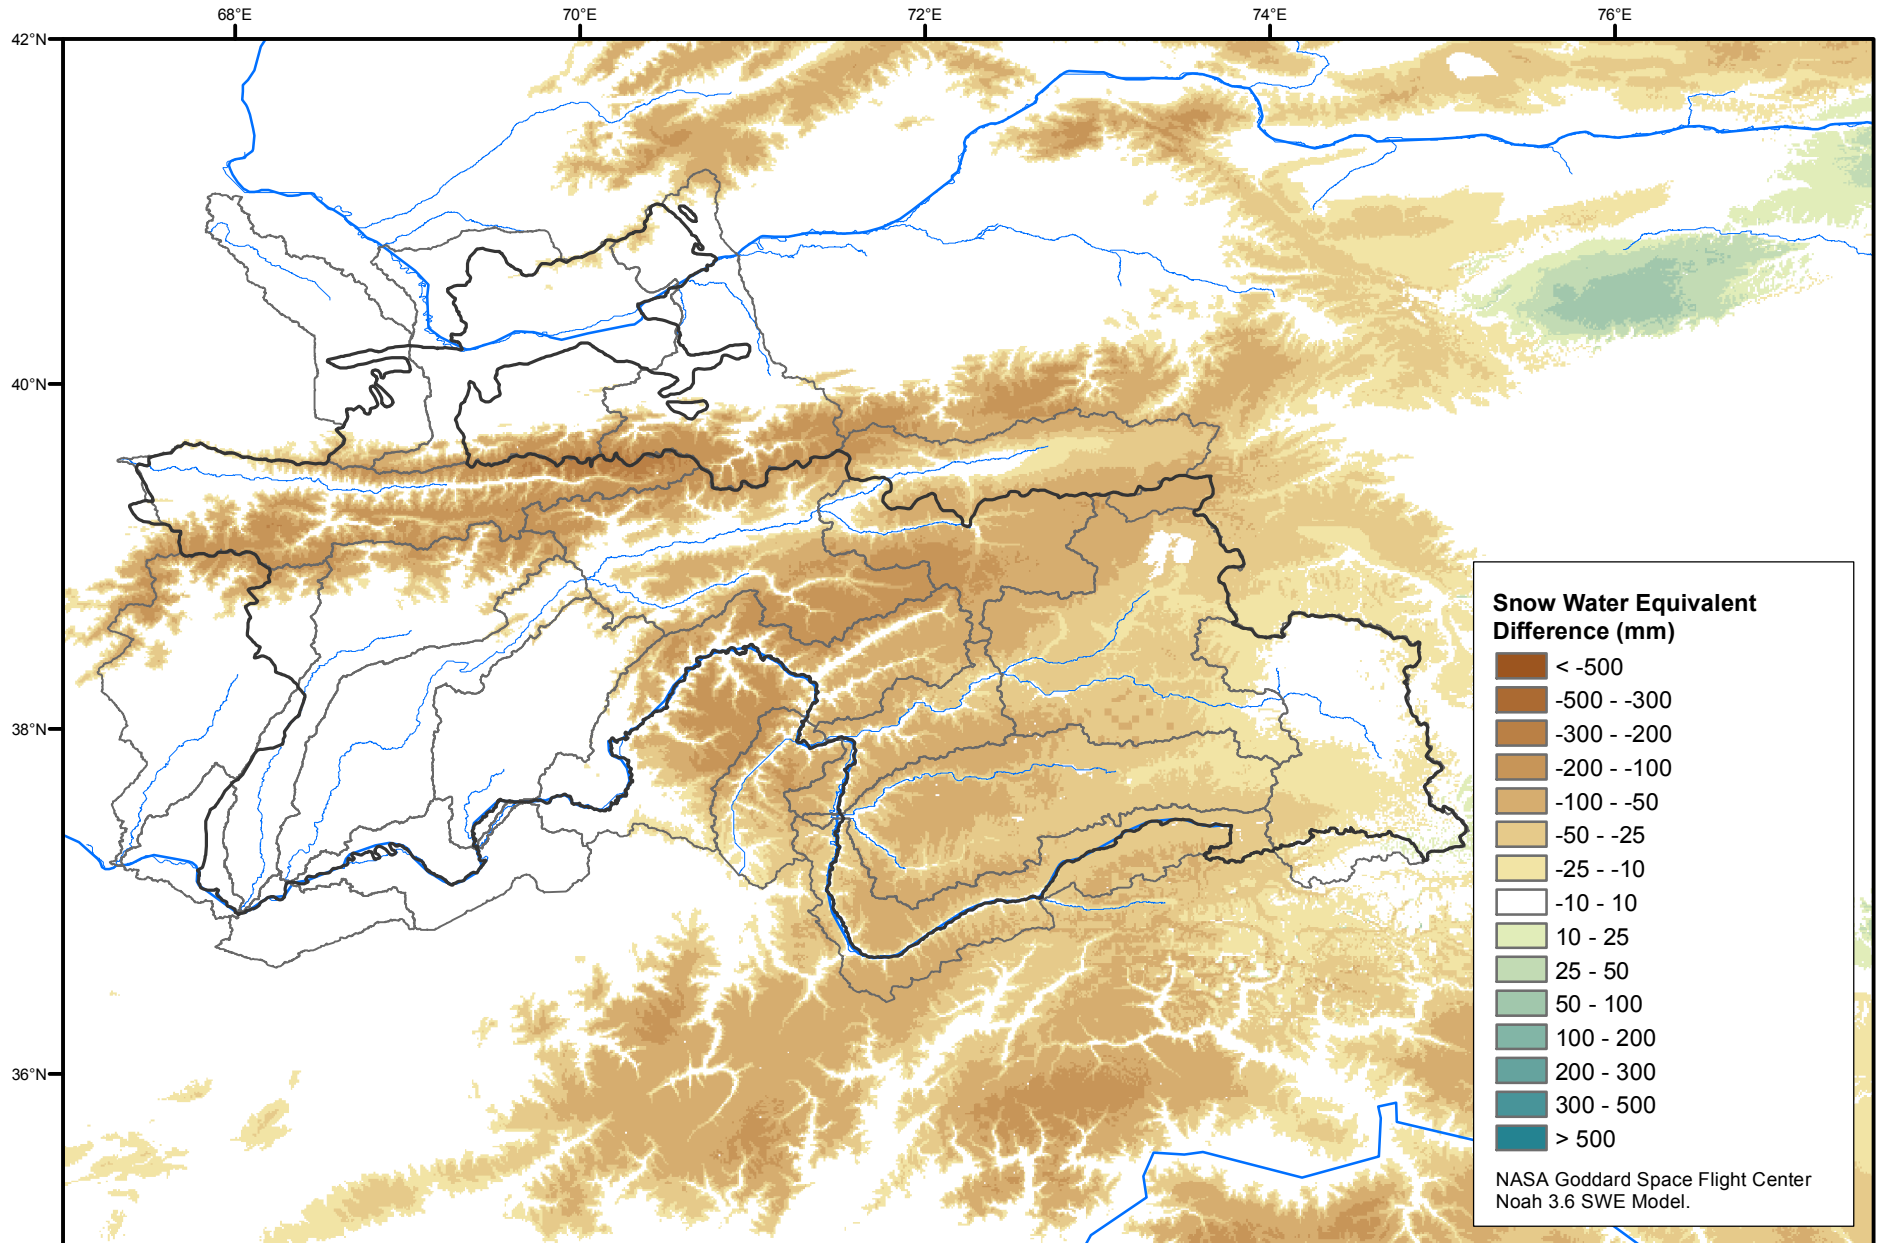 68°E 70°E 72°E 74°E 76°E
42°N
40°N
38°N
36°N
Snow Water Equivalent
Difference (mm)
< -500
-500 - -300
-300 - -200
-200 - -100
-100 - -50
-50 - -25
-25 - -10
-10 - 10
10 - 25
25 - 50
50 - 100
100 - 200
200 - 300
300 - 500
> 500
NASA Goddard Space Flight Center
Noah 3.6 SWE Model.